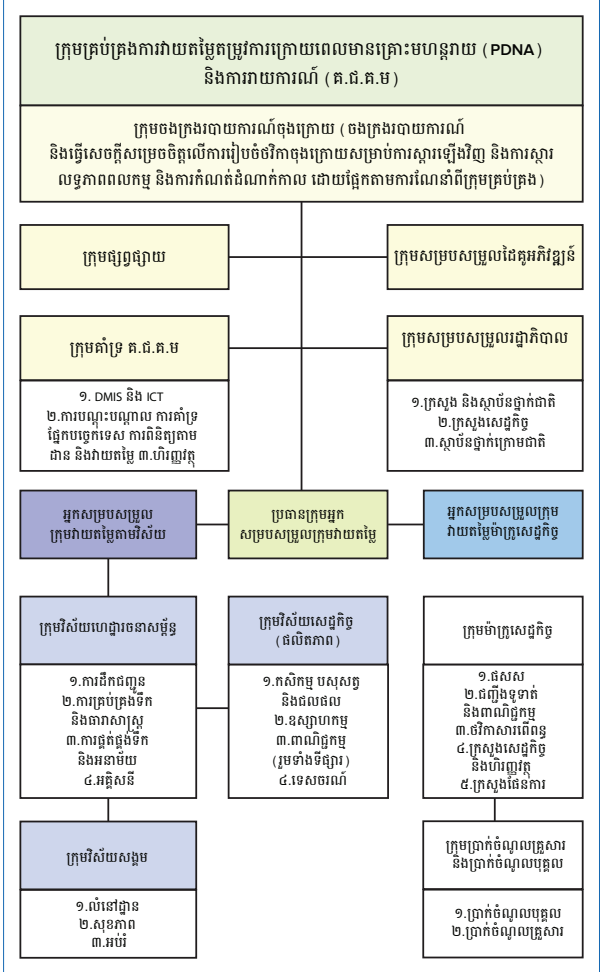 ក្រុមគ្រប់គ្រងការវាយតម្លៃតម្រូវការក្រោយពេលមានគ្រោះមហន្តរាយ (PDNA)
និងការរាយការណ៍ (គ.ជ.គ.ម)
ក្រុមចងក្រងរបាយការណ៍ចុងក្រោយ (ចងក្រងរបាយការណ៍
និងធ្វើសេចក្តីសម្រេចចិត្តលើការរៀបចំថវិកាចុងក្រោយសម្រាប់ការស្តារឡើងវិញ និងការស្តារ
លទ្ធភាពពលកម្ម និងការកំណត់ដំណាក់កាល ដោយផ្អែកតាមការណែនាំពីក្រុមគ្រប់គ្រង)
ក្រុមផ្សព្វផ្សាយ
ក្រុមសម្របសម្រួលដៃគូអភិវឌ្ឍន៍
ក្រុមគាំទ្រ គ.ជ.គ.ម
១. DMIS និង ICT
២.ការបណ្តុះបណ្តាល ការគាំទ្រ
ផ្នែកបច្ចេកទេស ការពិនិត្យតាម
ដាន និងវាយតម្លៃ ៣.ហិរញ្ញវត្ថុ
ក្រុមសម្របសម្រួលរដ្ឋាភិបាល
១.ក្រសួង និងស្ថាប័នថ្នាក់ជាតិ
២.ក្រសួងសេដ្ឋកិច្ច
៣.ស្ថាប័នថ្នាក់ក្រោមជាតិ
អ្នកសម្របសម្រួល
ក្រុមវាយតម្លៃតាមវិស័យ
ប្រធានក្រុមអ្នក
សម្របសម្រួលក្រុមវាយតម្លៃ
អ្នកសម្របសម្រួលក្រុម
វាយតម្លៃម៉ាក្រូសេដ្ឋកិច្ច
ក្រុមវិស័យហេដ្ឋារចនាសម្ព័ន្ធ
១.ការដឹកជញ្ជូន
២.ការគ្រប់គ្រងទឹក
និងធារាសាស្ត្រ
៣.ការផ្គត់ផ្គង់ទឹក
និងអនាម័យ
៤.អគ្គិសនី
ក្រុមវិស័យសេដ្ឋកិច្ច
(ផលិតភាព)
១.កសិកម្ម បសុសត្វ
និងជលផល
២.ឧស្សាហកម្ម
៣.ពាណិជ្ជកម្ម
(រួមទាំងទីផ្សារ)
៤.ទេសចរណ៍
ក្រុមម៉ាក្រូសេដ្ឋកិច្ច
១.ផសស
២.ជញ្ជីងទូទាត់
និងពាណិជ្ជកម្ម
៣.ថវិកាសារពើពន្ធ
៤.ក្រសួងសេដ្ឋកិច្ច
និងហិរញ្ញវត្ថុ
៥.ក្រសួងផែនការ
ក្រុមវិស័យសង្គម
១.លំនៅដ្ឋាន
២.សុខភាព
៣.អប់រំ
ក្រុមប្រាក់ចំណូលគ្រួសារ
និងប្រាក់ចំណូលបុគ្គល
១.ប្រាក់ចំណូលបុគ្គល
២.ប្រាក់ចំណូលគ្រួសារ